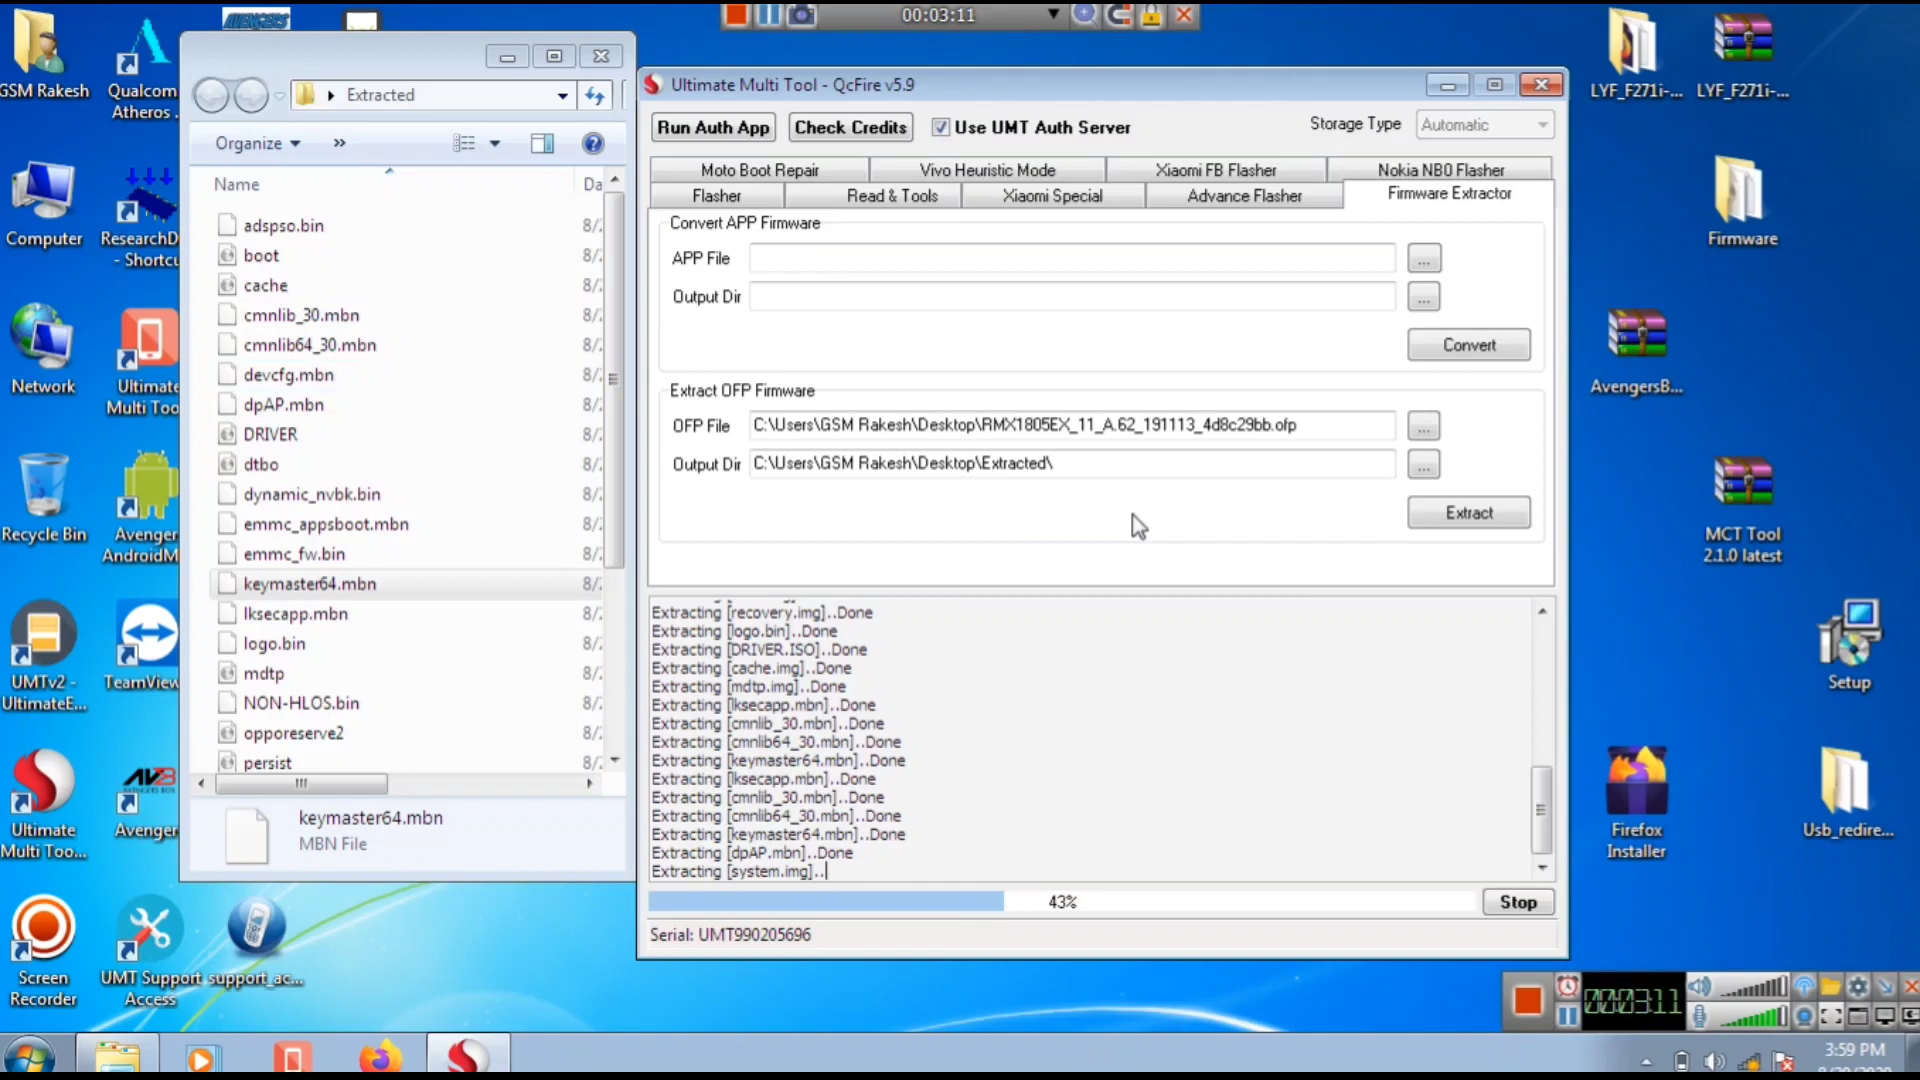 00:03:11
GSM Rakesh
Qualcom
Atheros .
AVENGERS
Computer
ResearchD
- Shortcu
Network
Ultimate
Multi Too
Recycle Bin
Avenger
AndroidM
UMTv2 -
UltimateE...
TeamView
Ultimate
Multi Too...
Avenger
Screen
Recorder
UMT Support
Access
support_ac...
Extracted
Organize
»
Name
Da
adspso.bin
boot
cache
cmnlib_30.mbn
cmnlib64_30.mbn
devcfg.mbn
dpAP.mbn
DRIVER
dtbo
dynamic_nvbk.bin
emmc_appsboot.mbn
emmc_fw.bin
keymaster64.mbn
lksecapp.mbn
logo.bin
mdtp
NON-HLOS.bin
opporeserve2
persist
keymaster64.mbn
MBN File
Ultimate Multi Tool - QcFire v5.9
Run Auth App
Check Credits
Use UMT Auth Server
Storage Type
Automatic
Moto Boot Repair
Vivo Heuristic Mode
Xiaomi FB Flasher
Nokia NB0 Flasher
Flasher
Read & Tools
Xiaomi Special
Advance Flasher
Firmware Extractor
Convert APP Firmware
APP File
...
Output Dir
...
Convert
Extract OFP Firmware
OFP File
C:\Users\GSM Rakesh\Desktop\RMX1805EX_11_A.62_191113_4d8c29bb.ofp
...
Output Dir
C:\Users\GSM Rakesh\Desktop\Extracted\
...
Extract
Extracting [recovery.img]..Done
Extracting [logo.bin]..Done
Extracting [DRIVER.ISO]..Done
Extracting [cache.img]..Done
Extracting [mdtp.img]..Done
Extracting [lksecapp.mbn]..Done
Extracting [cmnlib_30.mbn]..Done
Extracting [cmnlib64_30.mbn]..Done
Extracting [keymaster64.mbn]..Done
Extracting [lksecapp.mbn]..Done
Extracting [cmnlib_30.mbn]..Done
Extracting [cmnlib64_30.mbn]..Done
Extracting [keymaster64.mbn]..Done
Extracting [dpAP.mbn]..Done
Extracting [system.img]..
43%
Stop
Serial: UMT990205696
LYF_F271i-...
LYF_F271i-...
Firmware
AvengersB...
MCT Tool
2.1.0 latest
Setup
Firefox
Installer
Usb_redire...
000:03:11
3:59 PM